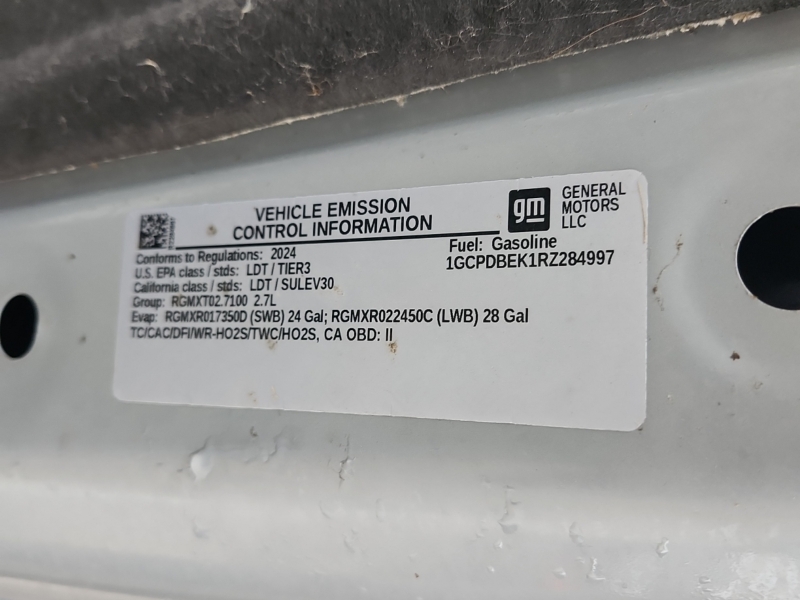 VEHICLE EMISSION
CONTROL INFORMATION
gm
GENERAL
MOTORS
LLC
Conforms to Regulations: 2024
U.S. EPA class / stds: LDT / TIER3
California class / stds: LDT / SULEV30
Group: RGMXT02.7100 2.7L
Evap: RGMXR017350D (SWB) 24 Gal; RGMXR022450C (LWB) 28 Gal
TC/CAC/DFI/WR-HO2S/TWC/HO2S, CA OBD: II
Fuel: Gasoline
1GCPDBEK1RZ284997